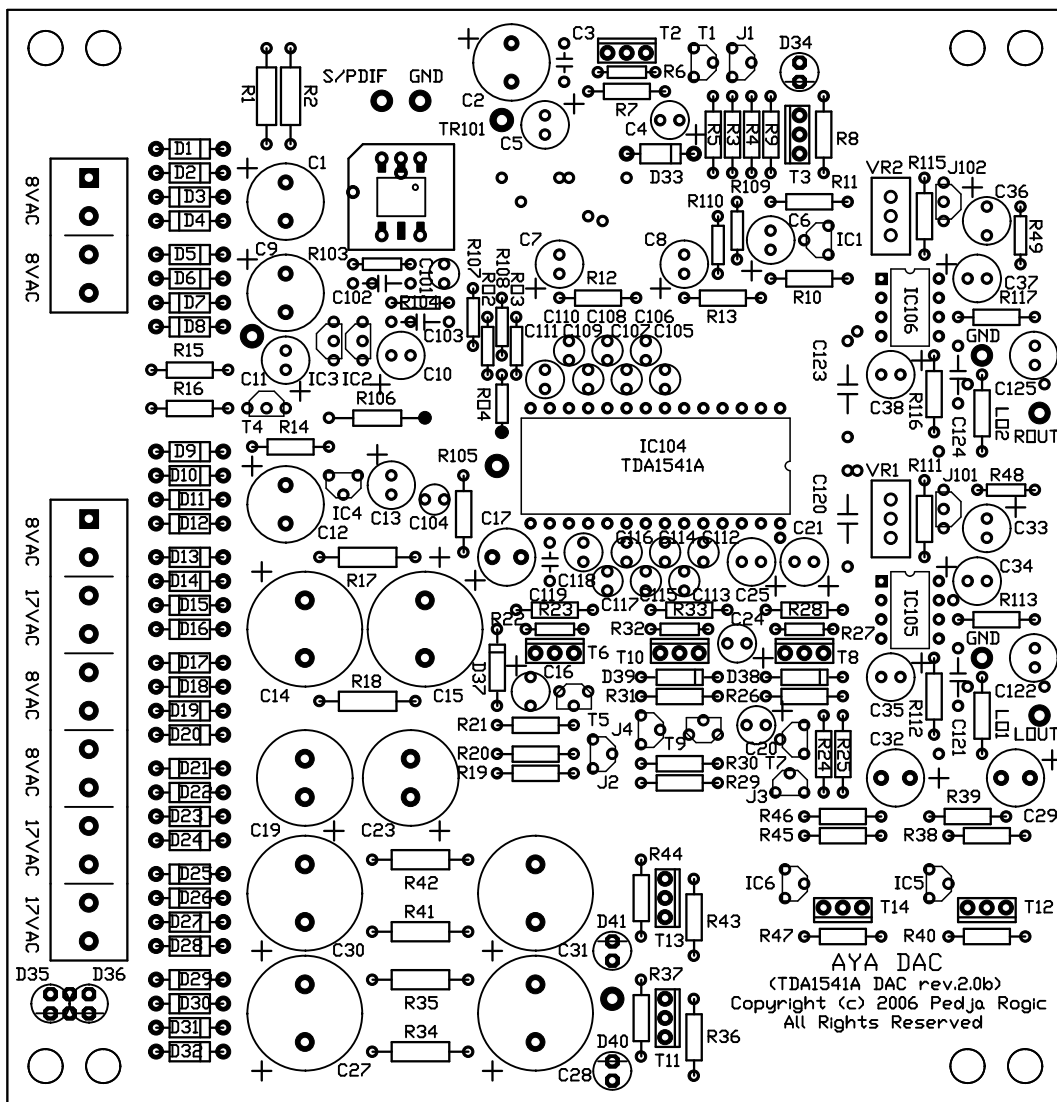 S/PDIF GND
R1 R2
C2
TR101
C5
C3
T2
R6
R7
C4
D33
T1 J1
D34
R5 R3 R4 R9
T3
R8
D1
D2
D3
D4
D5
D6
D7
D8
8VAC
8VAC
C1
C9
R103
C101
C102
R104
C103
R107
R108
C7
R12
C8
R13
R110
R109
C6
R11
IC1
R10
VR2
R115
J102
C36
R49
C37
IC106
R117
GND
C125
ROUT
C38
R116
C124
L02
C123
R15
R16
C11
IC3
IC2
C10
T4
R14
R106
R04
C111
C110
C109
C108
C107
C106
C105
IC104
TDA1541A
D9
D10
D11
D12
D13
D14
D15
D16
D17
D18
D19
D20
D21
D22
D23
D24
D25
D26
D27
D28
D29
D30
D31
D32
8VAC
17VAC
8VAC
8VAC
17VAC
17VAC
D35 D36
C12
IC4
C13
C104
R105
C17
R17
C14
C15
R18
C118
C119
C116
C114
C112
C117
C115
C113
C25
C21
C120
VR1
R111
J101
R48
C33
C34
IC105
R113
GND
C122
LOUT
C35
R112
C121
L01
R22
R23
T6
D37
C16
T5
R21
R20
R19
J2
R33
R32
T10
D39
R31
C24
J4
T9
R30
R29
R28
R27
T8
D38
R26
C20
T7
J3
R24
R25
C32
C29
R46
R45
R39
R38
C19
C23
R42
R41
C30
C31
R35
R34
C27
C28
D41
R44
T13
R43
D40
R37
T11
R36
IC6
T14
R47
IC5
T12
R40
AYA DAC
(TDA1541A DAC rev.2.0b)
Copyright (c) 2006 Pedja Rogic
All Rights Reserved